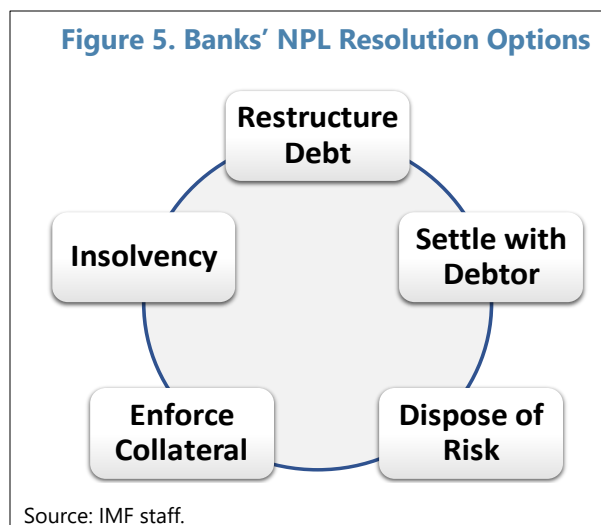 Figure 5. Banks’ NPL Resolution Options
Restructure
Debt
Settle with
Debtor
Dispose of
Risk
Enforce
Collateral
Insolvency
Source: IMF staff.